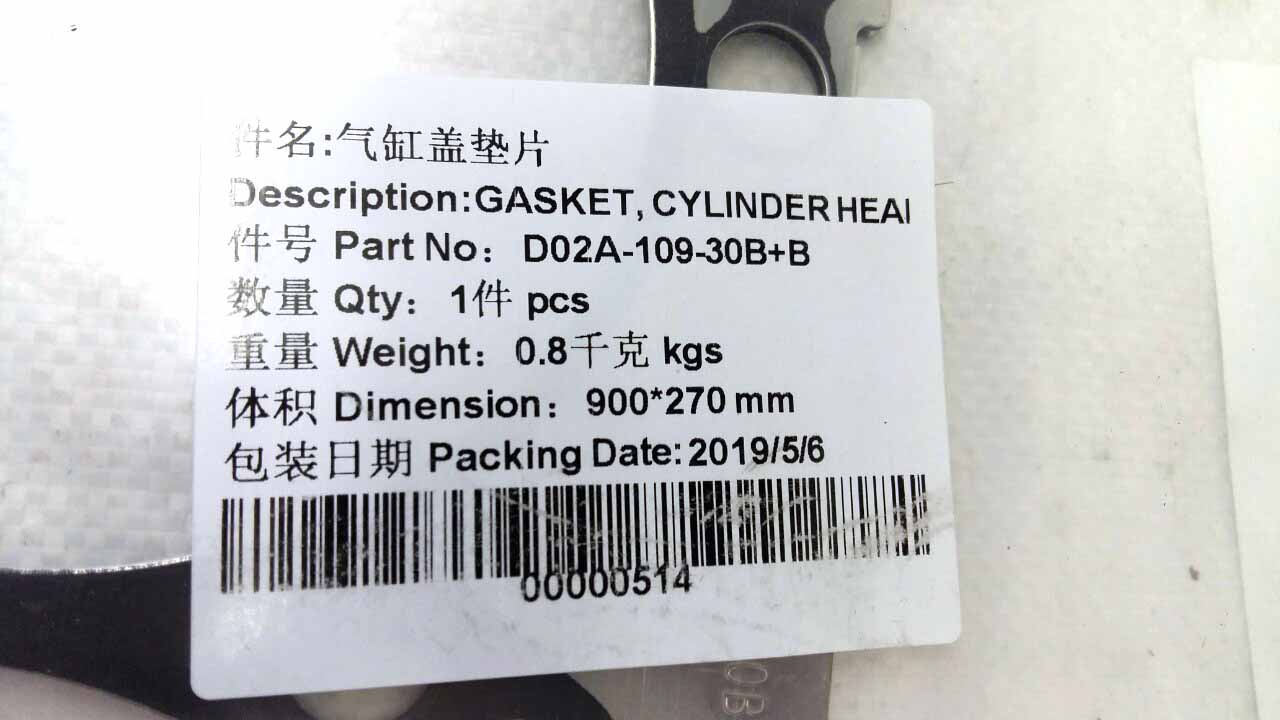 件名:气缸盖垫片
Description:GASKET, CYLINDER HEA
件号 Part No: D02A-109-30B+B
数量 Qty: 1件 pcs
重量 Weight: 0.8千克 kgs
体积 Dimension: 900*270 mm
包装日期 Packing Date: 2019/5/6
00000514
0B